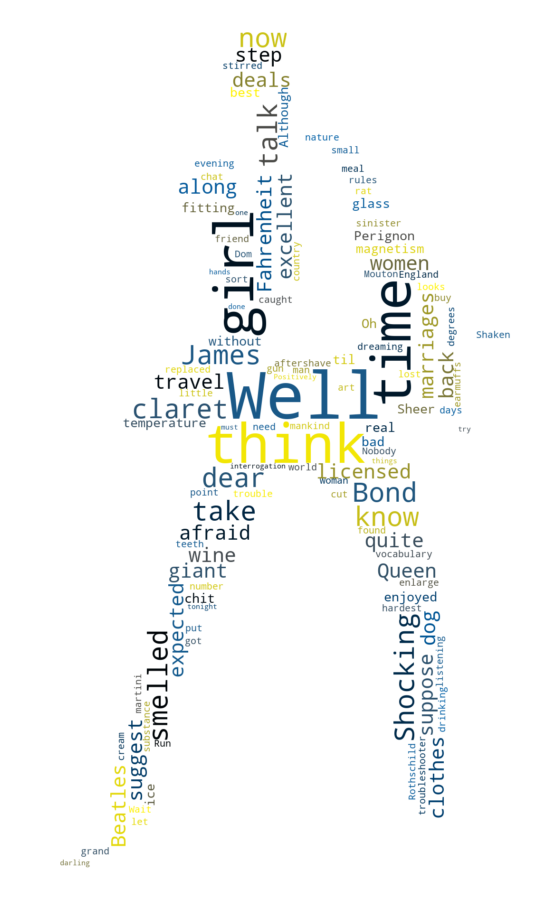 now
step
stirred
deals
best
Although
talk
nature
small
evening
meal
chat
rules
along
rat
glass
fitting
one
Fahrenheit
excellent
girl
sinister
friend
Perignon
magnetism
Dom
country
women
hands
sort
Mouton
England
time
looks
caught
marriages
buy
done
Oh
degrees
without
Shaken
dreaming
James
aftershave
til
back
replaced
gun
man
lost
earmuffs
travel
Positively
Well
art
little
claret
Sheer
days
temperature
must
need
mankind
real
try
think
bad
Nobody
things
interrogation
world
licensed
dear
Woman
point
trouble
cut
Bond
take
know
found
afraid
quite
teeth
wine
vocabulary
giant
Queen
enlarge
number
chit
enjoyed
tonight
hardest
expected
put
Shocking
dog
got
smelled
suppose
listening
martini
drinking
substance
Run
cream
suggest
clothes
troubleshooter
Rothschild
Beatles
ice
Wait
let
grand
darling